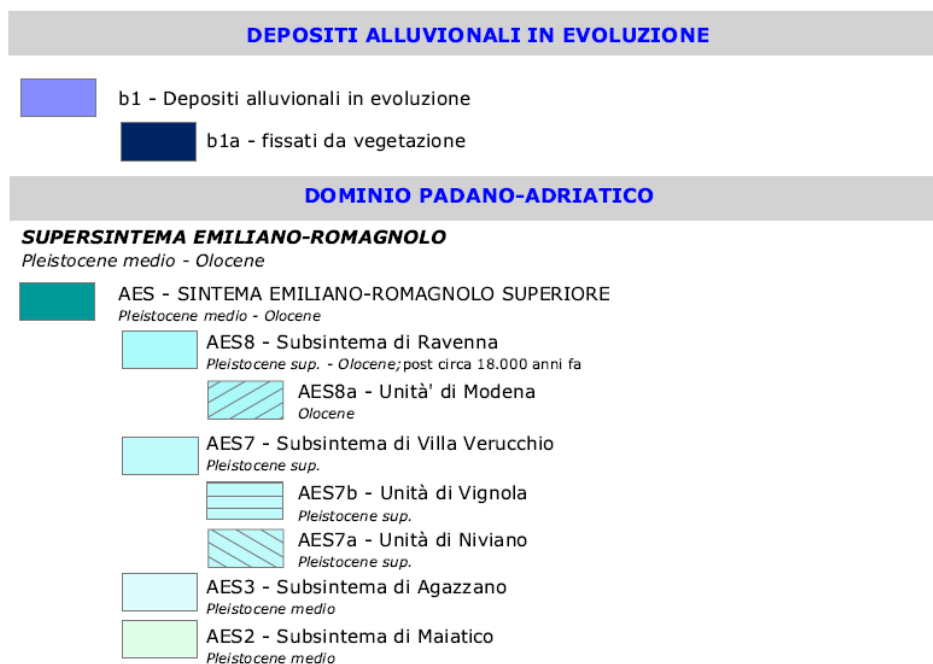 DEPOSITI ALLUVIONALI IN EVOLUZIONE
b1 - Depositi alluvionali in evoluzione
b1a - fissati da vegetazione
DOMINIO PADANO-ADRIATICO
SUPERSINTEMA EMILIANO-ROMAGNOLO
Pleistocene medio - Olocene
AES - SINTEMA EMILIANO-ROMAGNOLO SUPERIORE
Pleistocene medio - Olocene
AES8 - Subsintema di Ravenna
Pleistocene sup. - Olocene; post circa 18.000 anni fa
AES8a - Unità' di Modena
Olocene
AES7 - Subsintema di Villa Verucchio
Pleistocene sup.
AES7b - Unità di Vignola
Pleistocene sup.
AES7a - Unità di Niviano
Pleistocene sup.
AES3 - Subsintema di Agazzano
Pleistocene medio
AES2 - Subsintema di Maiatico
Pleistocene medio